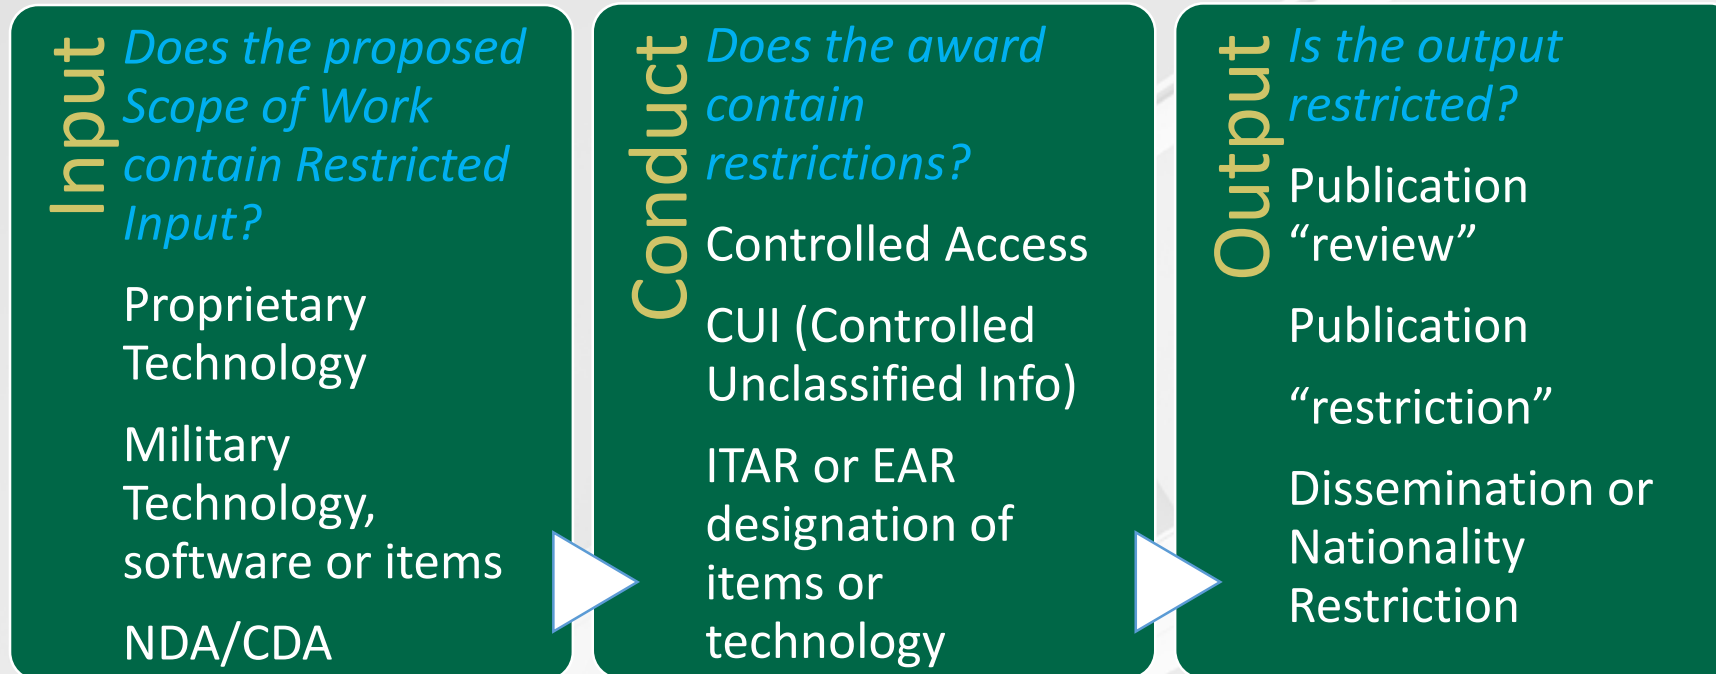 Input
Does the proposed
Scope of Work
contain Restricted
Input?
Proprietary
Technology
Military
Technology,
software or items
NDA/CDA
Conduct
Does the award
contain
restrictions?
Controlled Access
CUI (Controlled
Unclassified Info)
ITAR or EAR
designation of
items or
technology
Output
Is the output
restricted?
Publication
“review”
Publication
“restriction”
Dissemination or
Nationality
Restriction